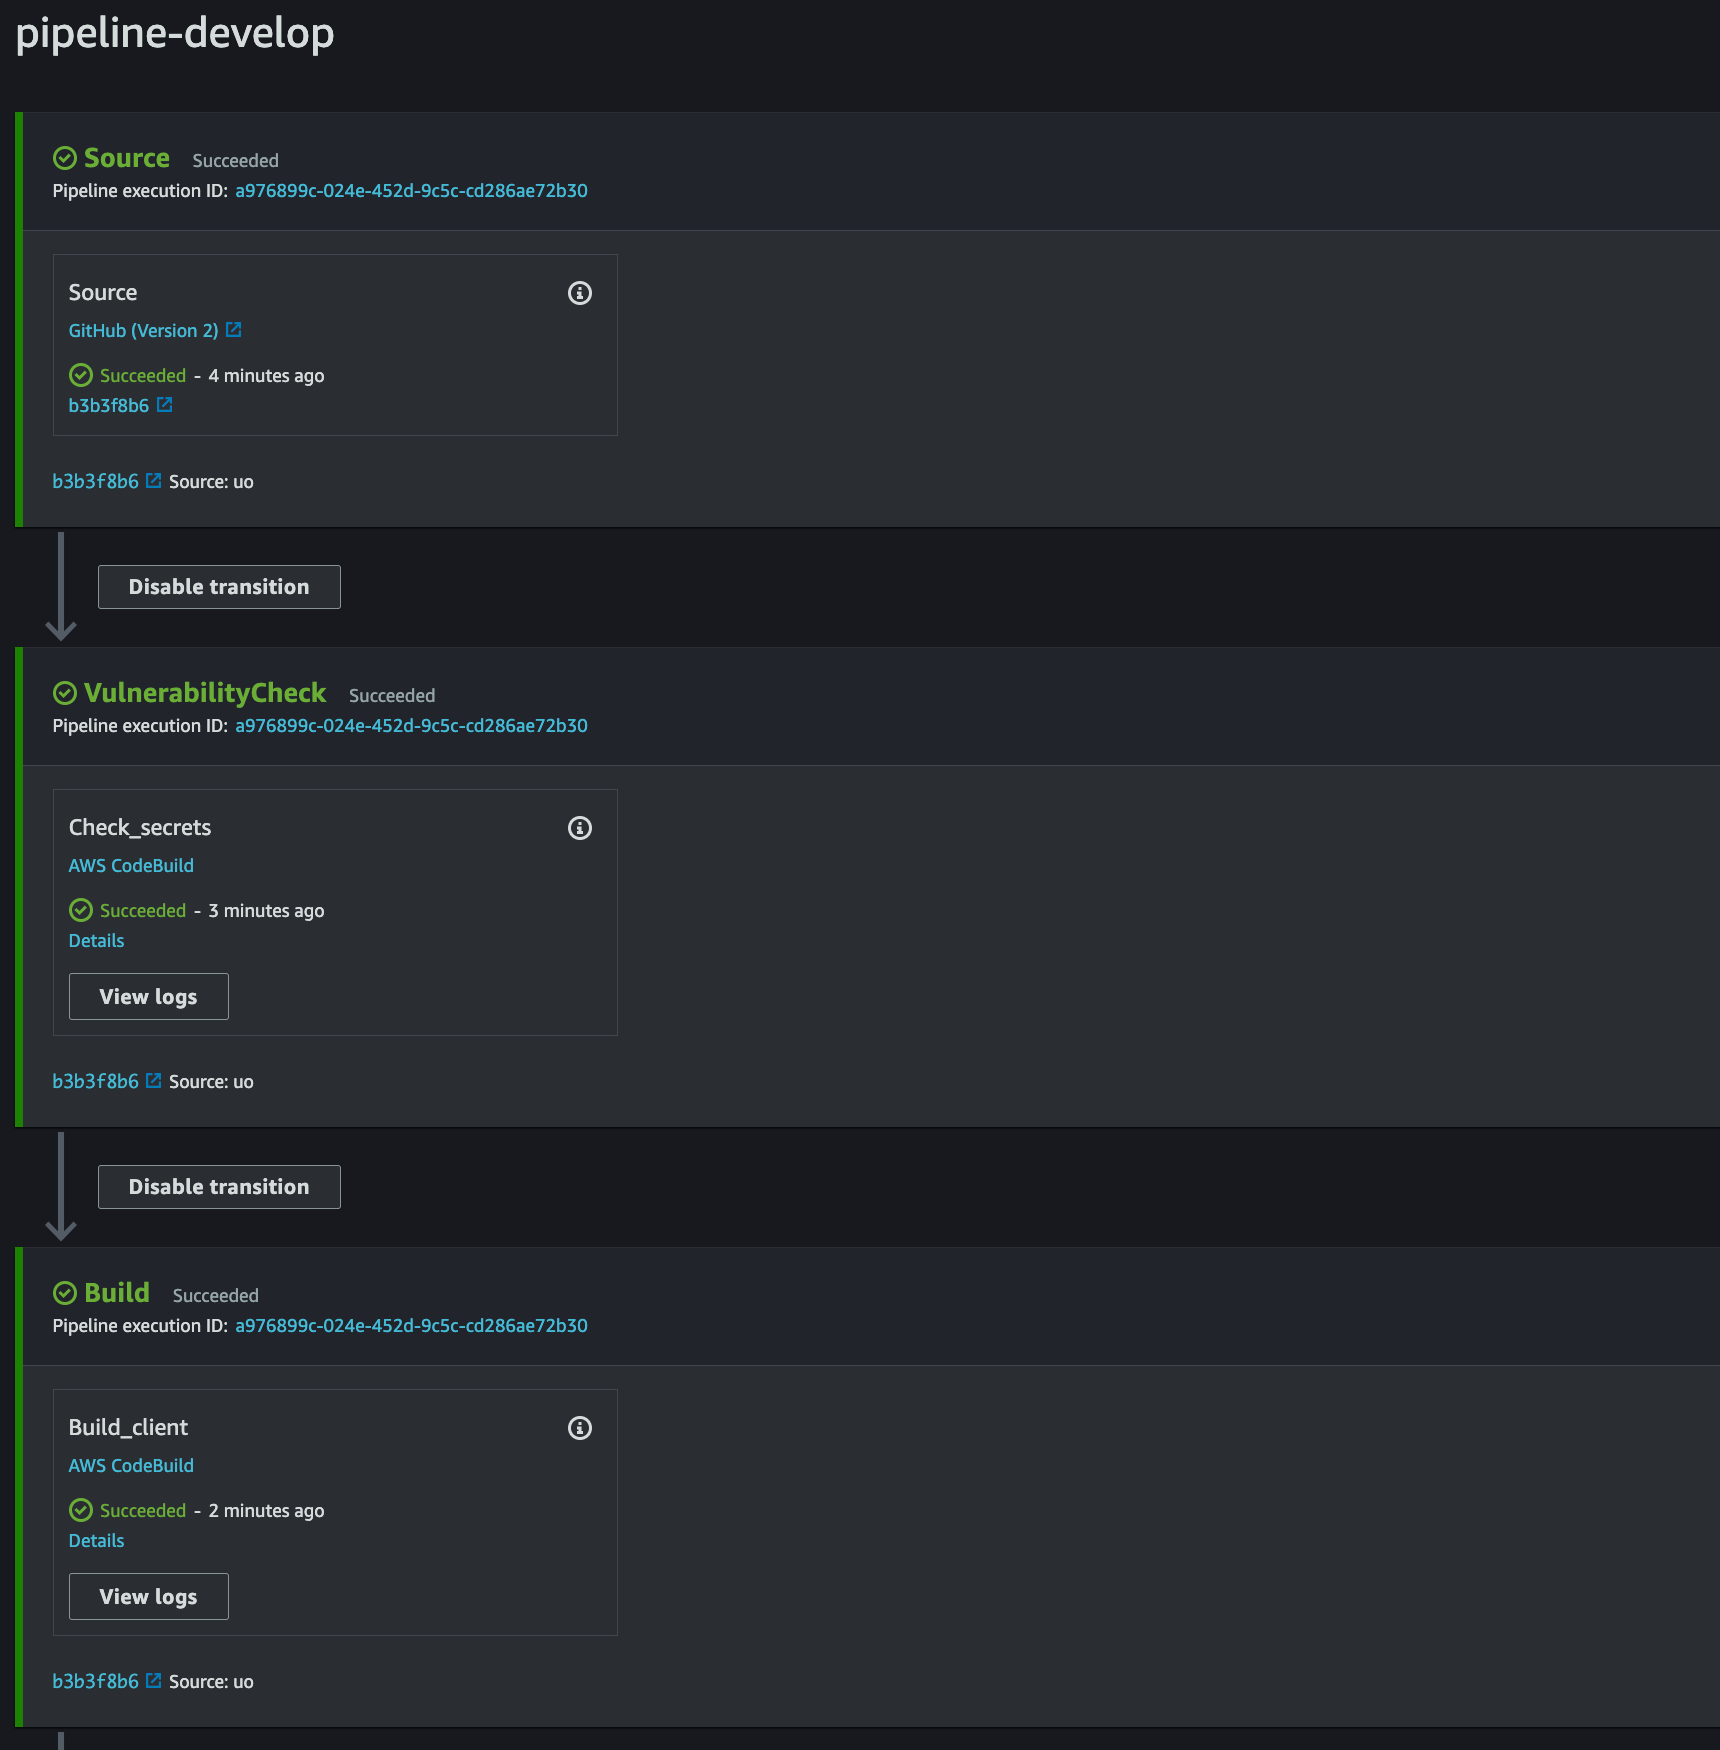 pipeline-develop
Source Succeeded
Pipeline execution ID: a976899c-024e-452d-9c5c-cd286ae72b30
Source
GitHub (Version 2)
Succeeded - 4 minutes ago
b3b3f8b6
b3b3f8b6 Source: uo
Disable transition
VulnerabilityCheck Succeeded
Pipeline execution ID: a976899c-024e-452d-9c5c-cd286ae72b30
Check_secrets
AWS CodeBuild
Succeeded - 3 minutes ago
Details
View logs
b3b3f8b6 Source: uo
Disable transition
Build Succeeded
Pipeline execution ID: a976899c-024e-452d-9c5c-cd286ae72b30
Build_client
AWS CodeBuild
Succeeded - 2 minutes ago
Details
View logs
b3b3f8b6 Source: uo